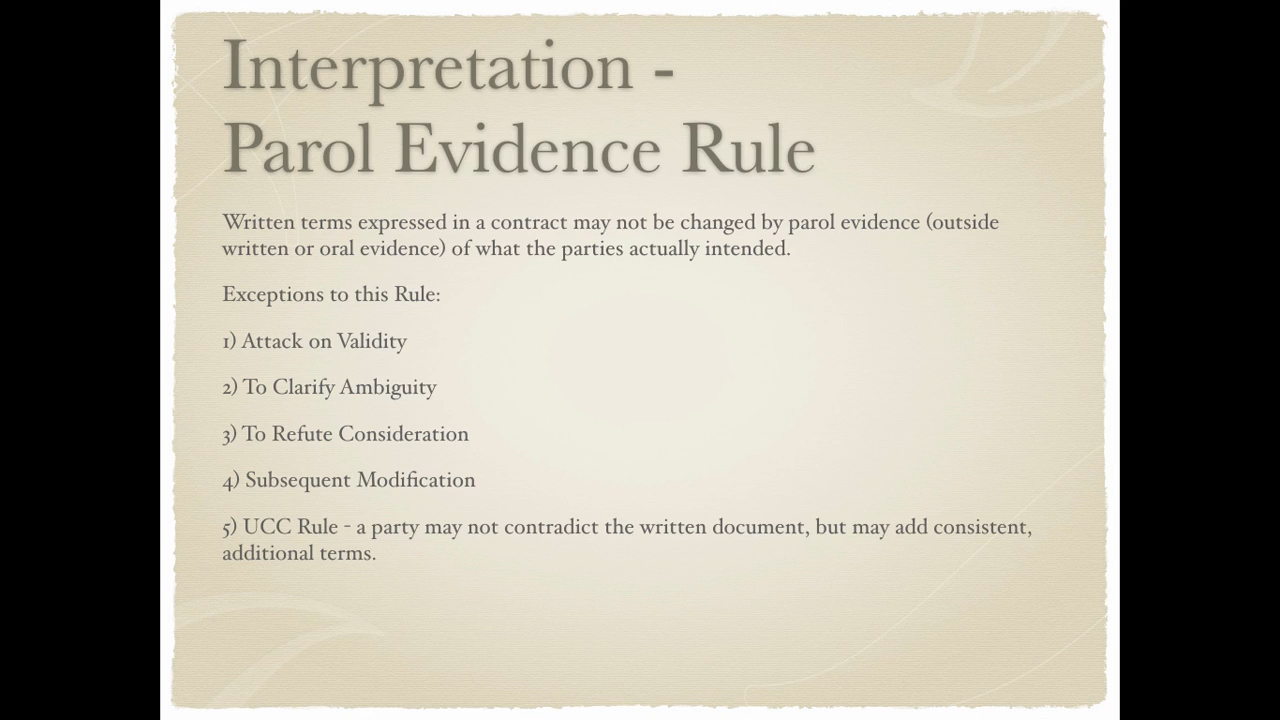 Interpretation -
Parol Evidence Rule
Written terms expressed in a contract may not be changed by parol evidence (outside
written or oral evidence) of what the parties actually intended.
Exceptions to this Rule:
1) Attack on Validity
2) To Clarify Ambiguity
3) To Refute Consideration
4) Subsequent Modification
5) UCC Rule - a party may not contradict the written document, but may add consistent,
additional terms.